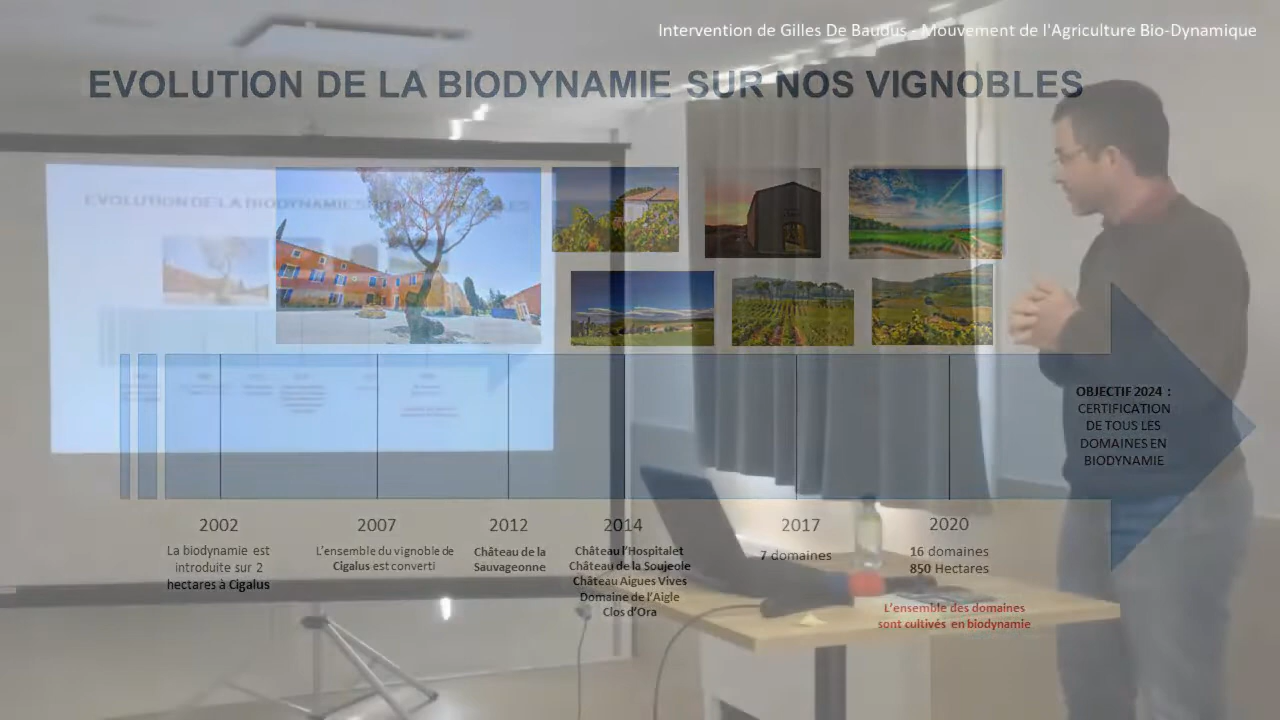 Intervention de Gilles De Baudus - Mouvement de l'Agriculture Bio-Dynamique
EVOLUTION DE LA BIODYNAMIE SUR NOS VIGNOBLES
EVOLUTION DE LA BIODYNAMIE
OBJECTIF 2024 :
CERTIFICATION
DE TOUS LES
DOMAINES EN
BIODYNAMIE
2002
La biodynamie est
introduite sur 2
hectares à Cigalus
2007
L'ensemble du vignoble de
Cigalus est converti
2012
Château de la
Sauvageonne
2014
Château l'Hospitalet
Château de la Soujeole
Château Aigues Vives
Domaine de l'Aigle
Clos d'Ora
2017
7 domaines
2020
16 domaines
850 Hectares
L'ensemble des domaines
sont cultivés en biodynamie